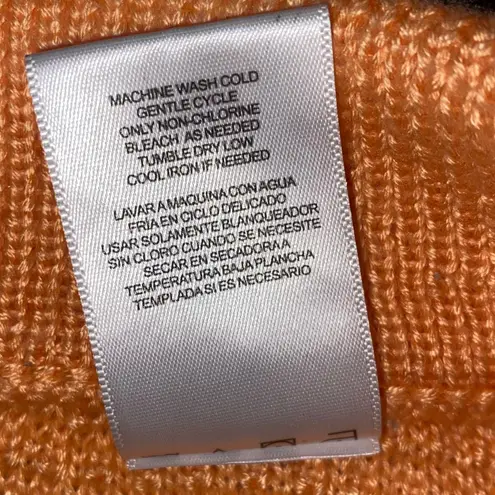 MACHINE WASH COLD
GENTLE CYCLE
ONLY NON-CHLORINE
BLEACH AS NEEDED
TUMBLE DRY LOW
COOL IRON IF NEEDED
LAVAR A MAQUINA CON AGUA
FRÍA EN CICLO DELICADO
USAR SOLAMENTE BLANQUEADOR
SIN CLORO CUANDO SE NECESITE
SECAR EN SECADORA A
TEMPERATURA BAJA PLANCHA
TEMPLADA SI ES NECESARIO